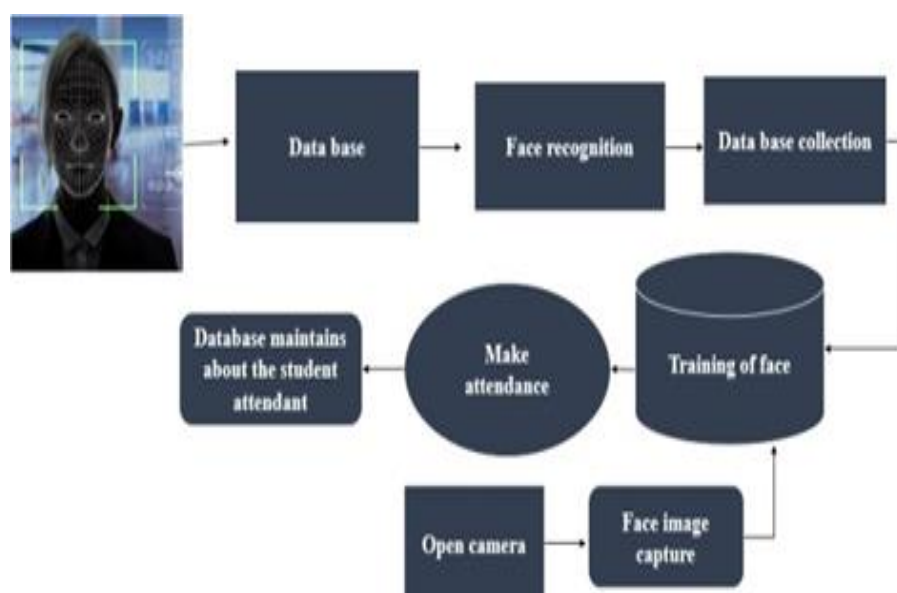 Data base
Face recognition
Data base collection
Database maintains
about the student
attendant
Make
attendance
Training of face
Open camera
Face image
capture